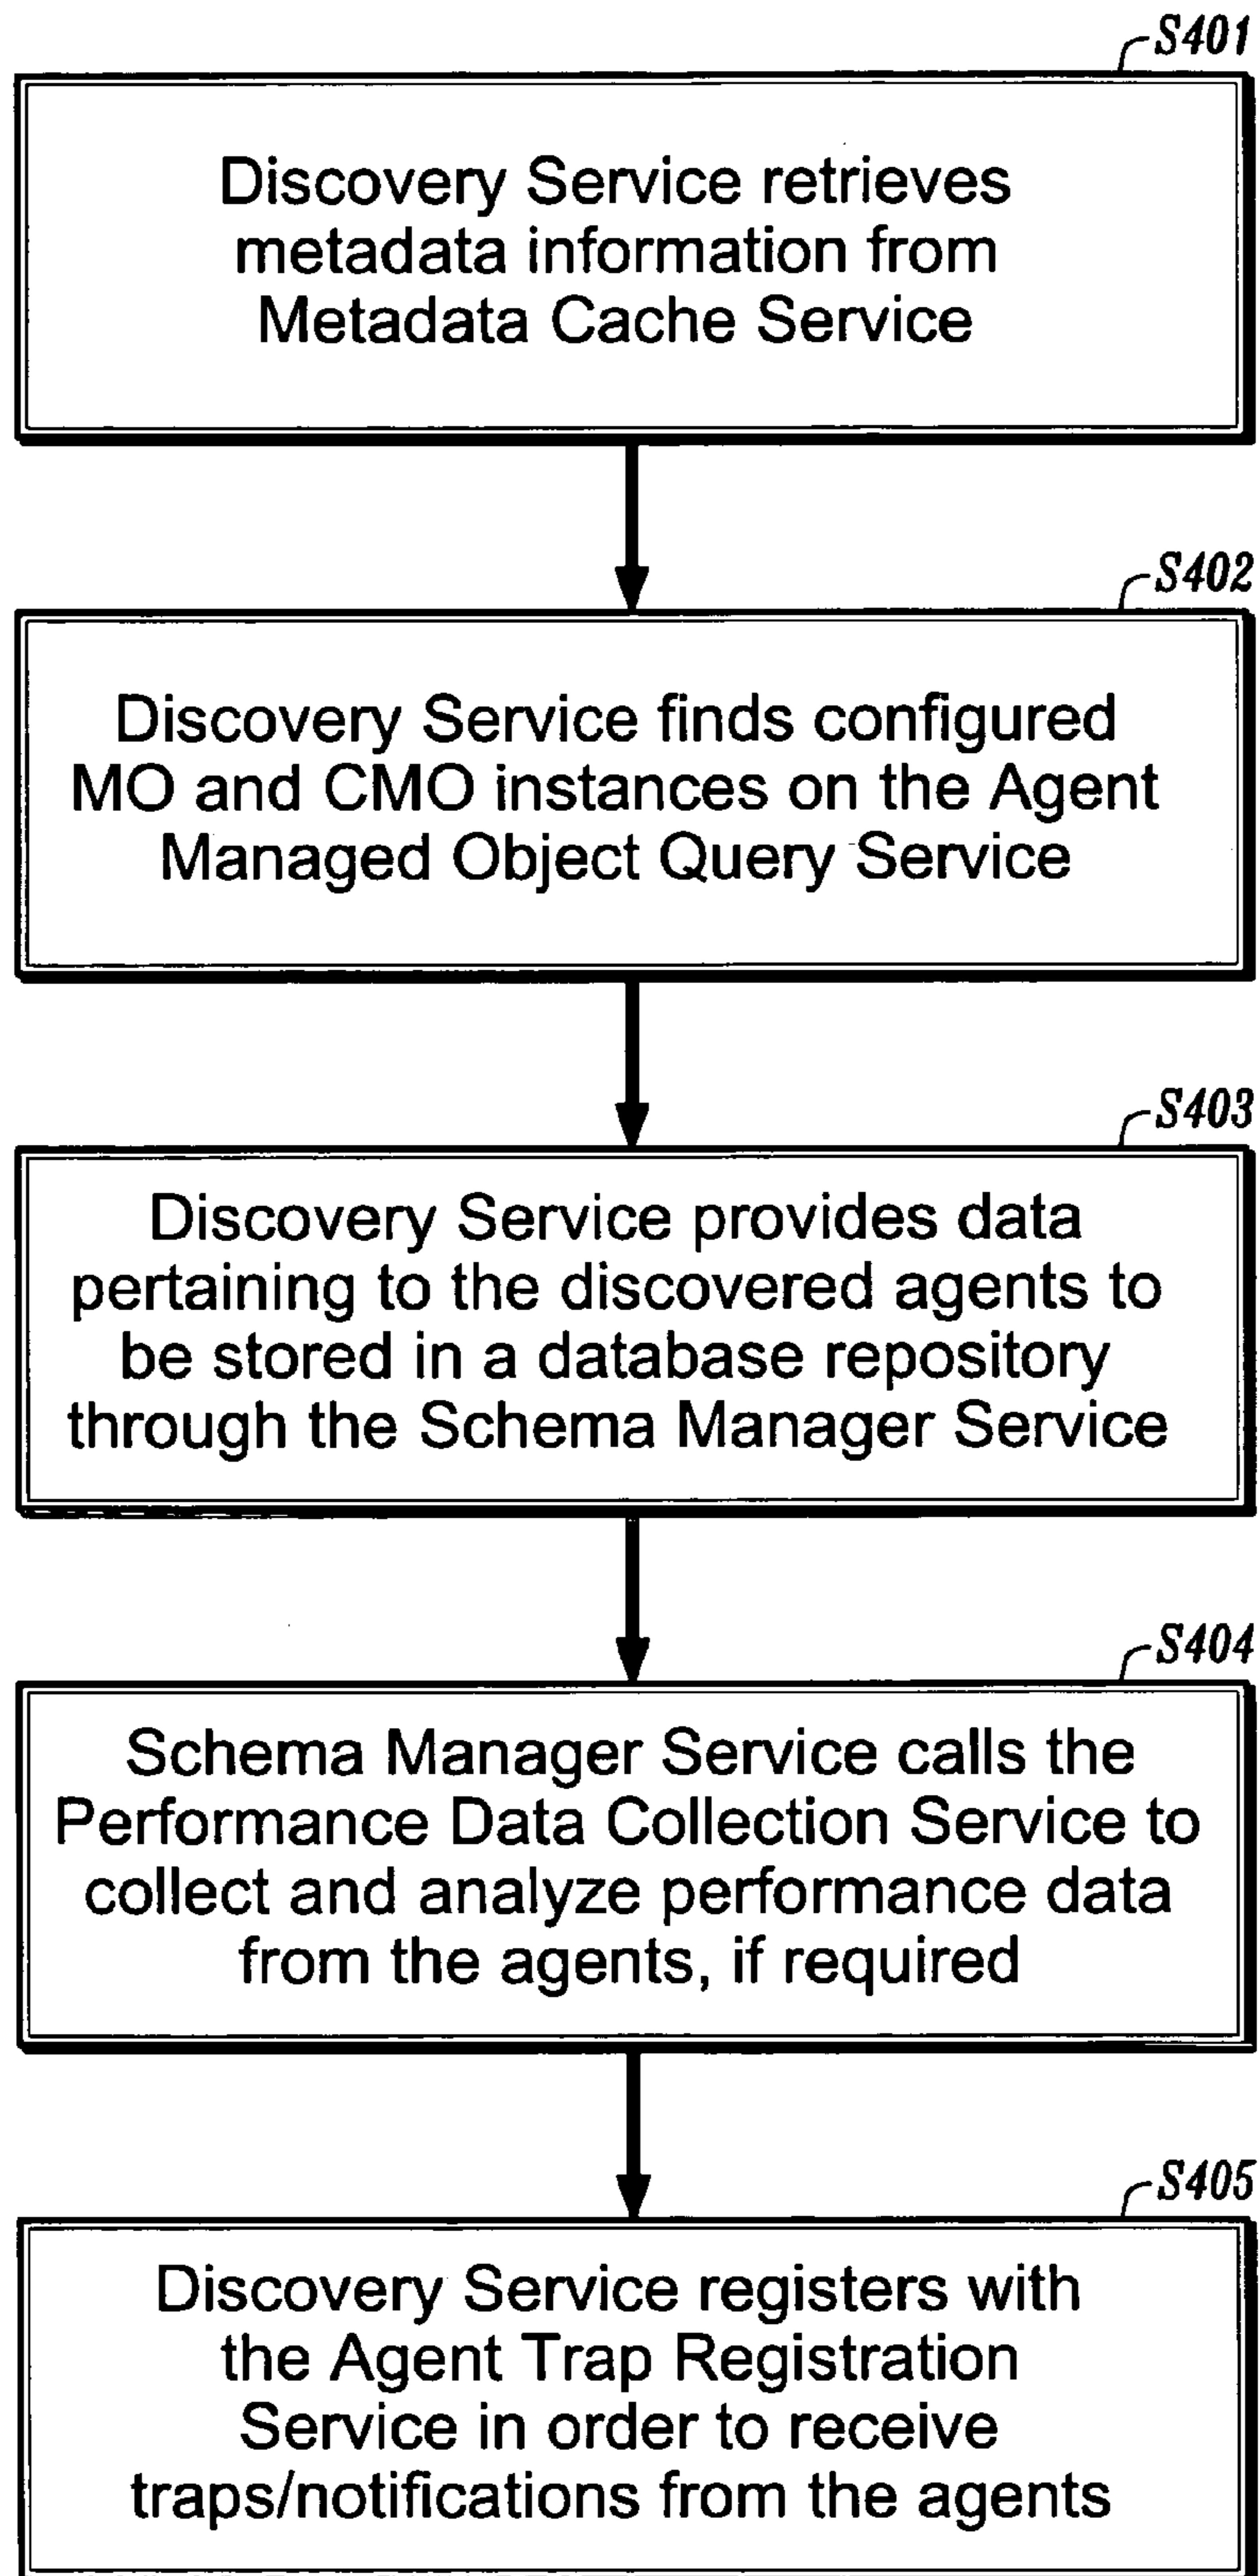 S401
Discovery Service retrieves
metadata information from
Metadata Cache Service
S402
Discovery Service finds configured
MO and CMO instances on the Agent
Managed Object Query Service
S403
Discovery Service provides data
pertaining to the discovered agents to
be stored in a database repository
through the Schema Manager Service
S404
Schema Manager Service calls the
Performance Data Collection Service to
collect and analyze performance data
from the agents, if required
S405
Discovery Service registers with
the Agent Trap Registration
Service in order to receive
traps/notifications from the agents